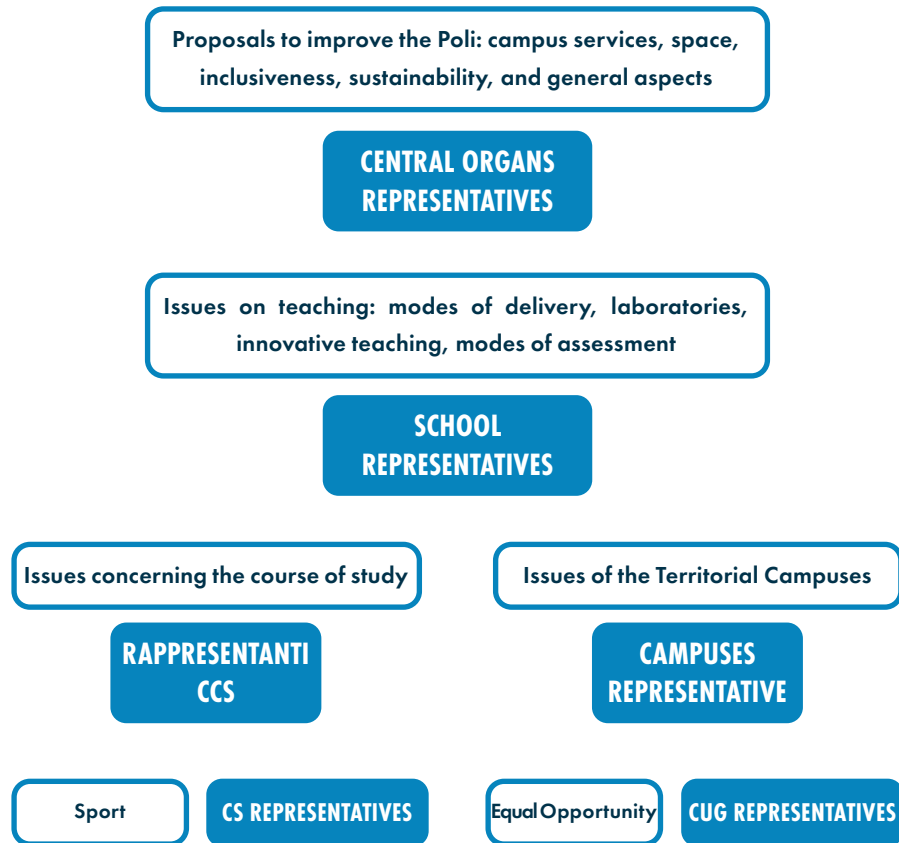 Proposals to improve the Poli: campus services, space,
inclusiveness, sustainability, and general aspects
CENTRAL ORGANS
REPRESENTATIVES
Issues on teaching: modes of delivery, laboratories,
innovative teaching, modes of assessment
SCHOOL
REPRESENTATIVES
Issues concerning the course of study
RAPPRESENTANTI
CCS
Issues of the Territorial Campuses
CAMPUSES
REPRESENTATIVE
Sport
CS REPRESENTATIVES
Equal Opportunity
CUG REPRESENTATIVES